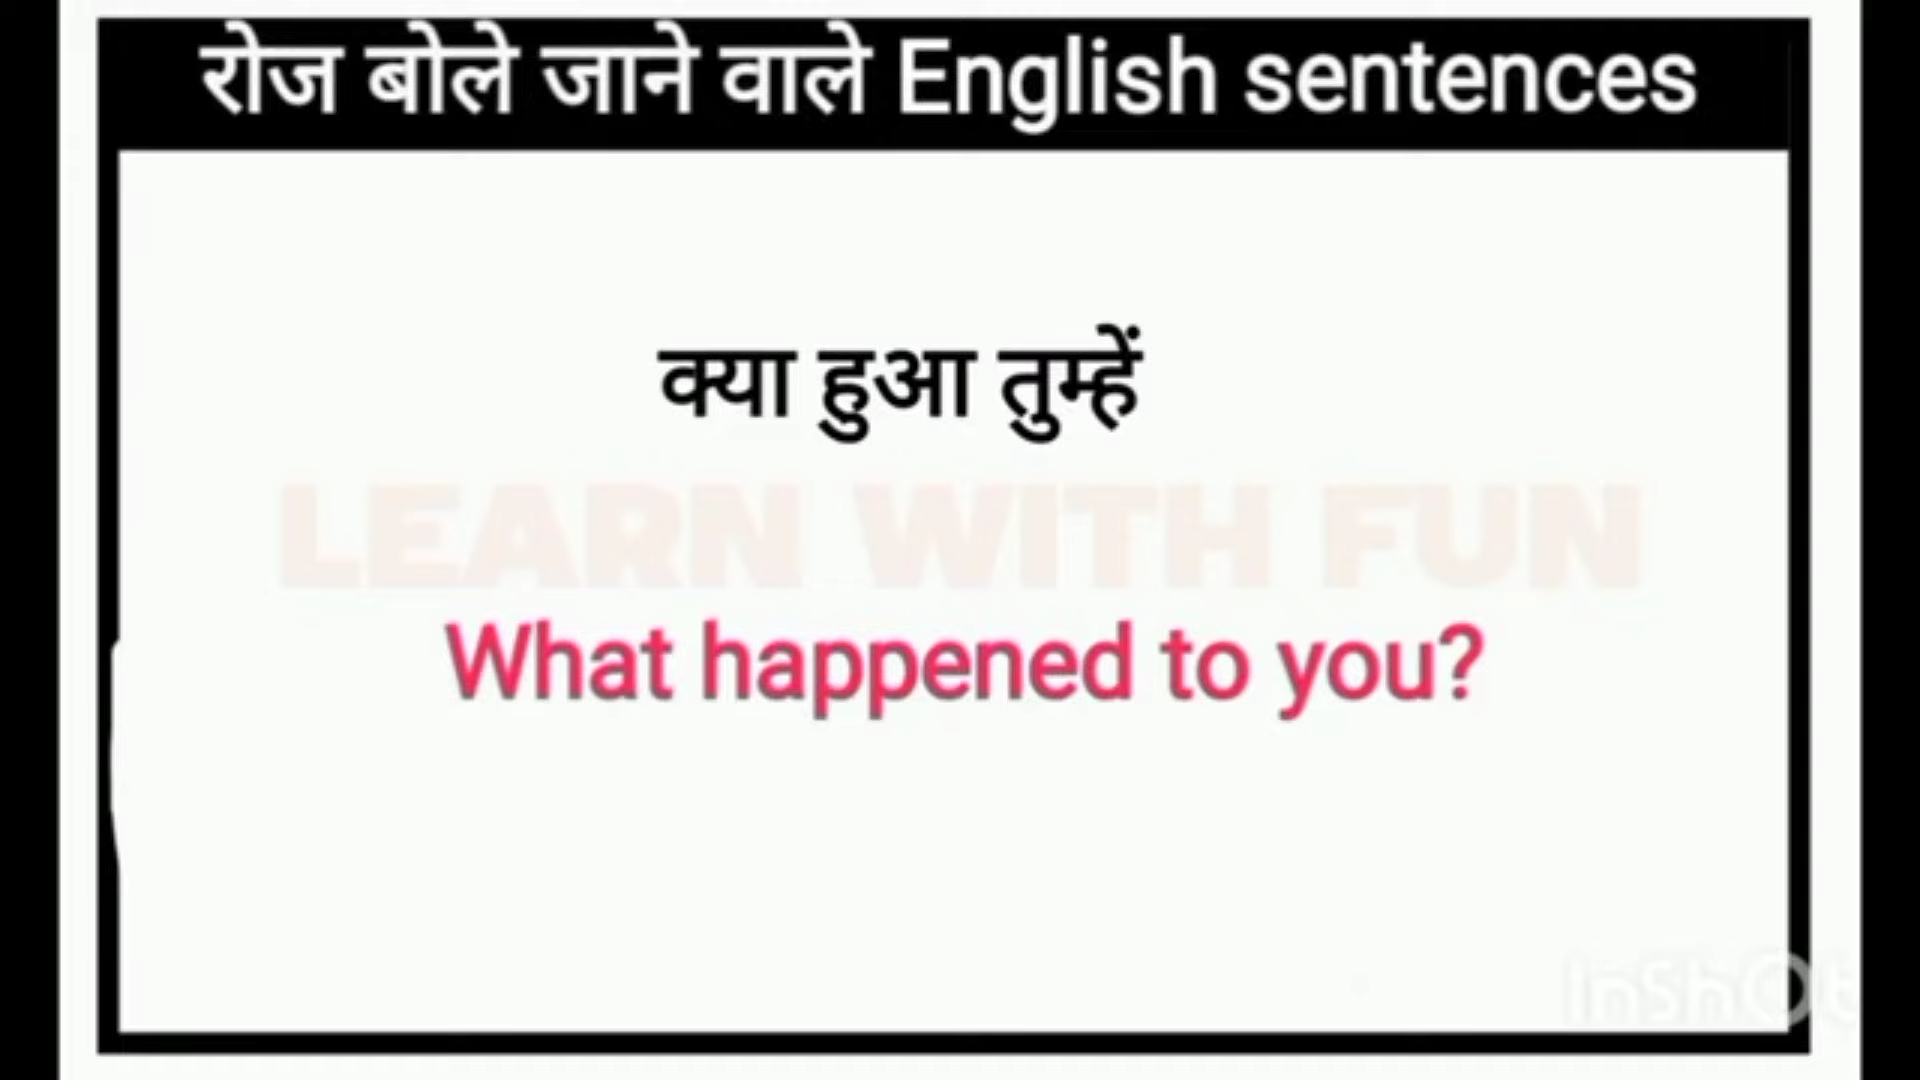 रोज बोले जाने वाले English sentences
क्या हुआ तुम्हें
LEARN WITH FUN
What happened to you?
InShOt